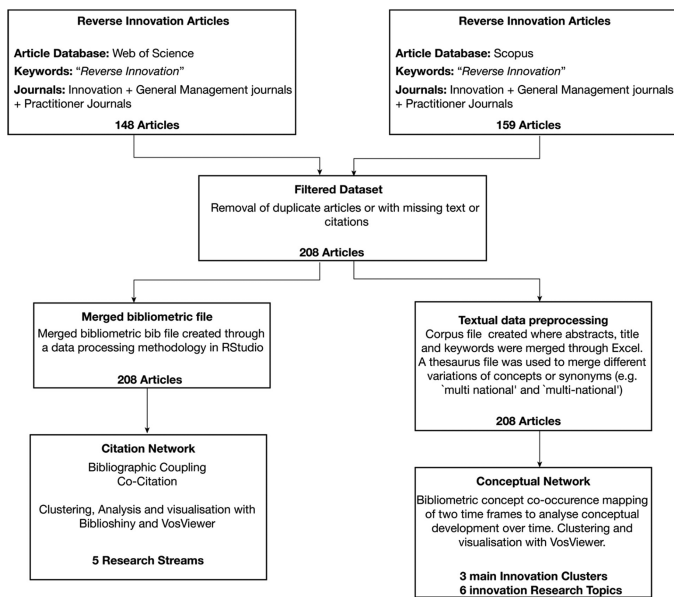 Reverse Innovation Articles
Article Database: Web of Science
Keywords: “Reverse Innovation”
Journals: Innovation + General Management journals
+ Practitioner Journals
148 Articles
Reverse Innovation Articles
Article Database: Scopus
Keywords: “Reverse Innovation”
Journals: Innovation + General Management journals
+ Practitioner Journals
159 Articles
Filtered Dataset
Removal of duplicate articles or with missing text or
citations
208 Articles
Merged bibliometric file
Merged bibliometric bib file created through
a data processing methodology in RStudio
208 Articles
Textual data preprocessing
Corpus file created where abstracts, title
and keywords were merged through Excel.
A thesaurus file was used to merge different
variations of concepts or synonyms (e.g.
`multi national' and `multi-national')
208 Articles
Citation Network
Bibliographic Coupling
Co-Citation
Clustering, Analysis and visualisation with
Biblioshiny and VosViewer
5 Research Streams
Conceptual Network
Bibliometric concept co-occurence mapping
of two time frames to analyse conceptual
development over time. Clustering and
visualisation with VosViewer.
3 main Innovation Clusters
6 innovation Research Topics